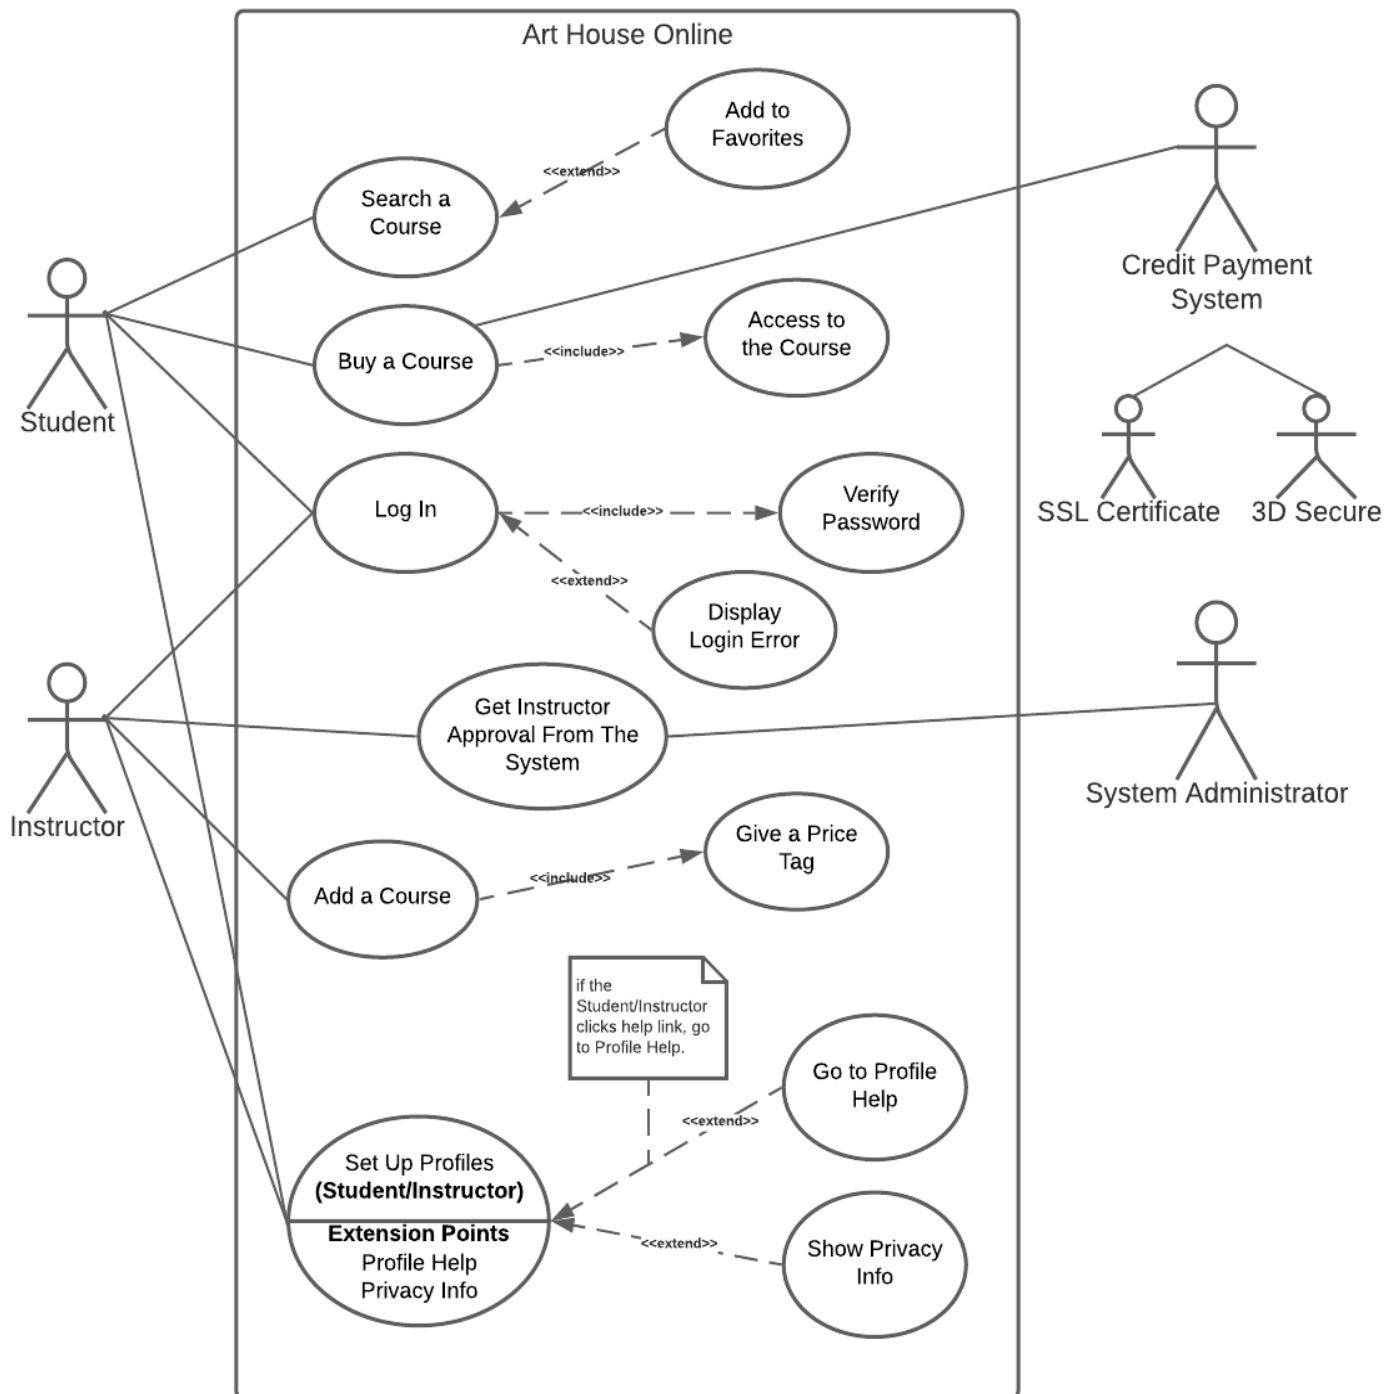 Art House Online
Add to
Favorites
<<extend>>
Search a
Course
Credit Payment
System
Student
Buy a Course
<<include>>
Access to
the Course
SSL Certificate
3D Secure
Log In
<<include>>
Verify
Password
<<extend>>
Display
Login Error
Instructor
Get Instructor
Approval From The
System
System Administrator
Add a Course
<<include>>
Give a Price
Tag
if the
Student/Instructor
clicks help link, go
to Profile Help.
Go to Profile
Help
<<extend>>
Set Up Profiles
(Student/Instructor)
Extension Points
Profile Help
Privacy Info
<<extend>>
Show Privacy
Info